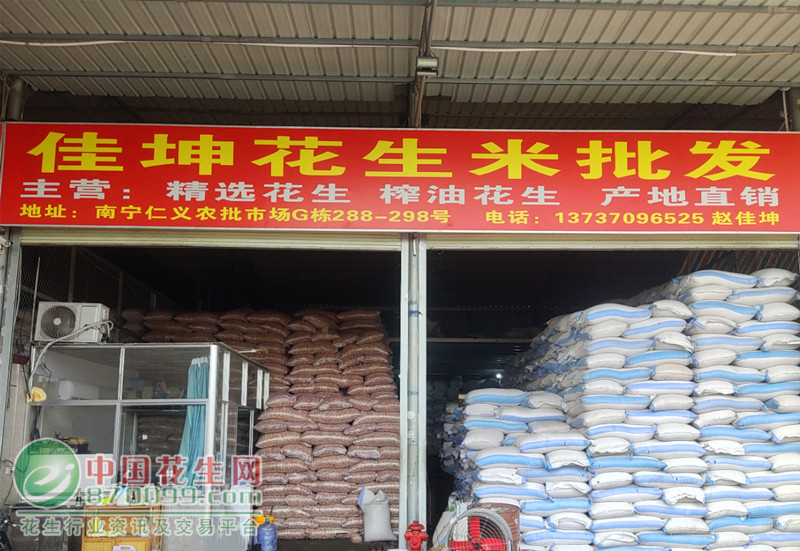 佳坤花生米批发
主营：精选花生 榨油花生 产地直销
地址：南宁仁义农批市场G栋288-298号 电话：13737096525 赵佳坤
中国花生网
870099.com
花生行业资讯及交易平台